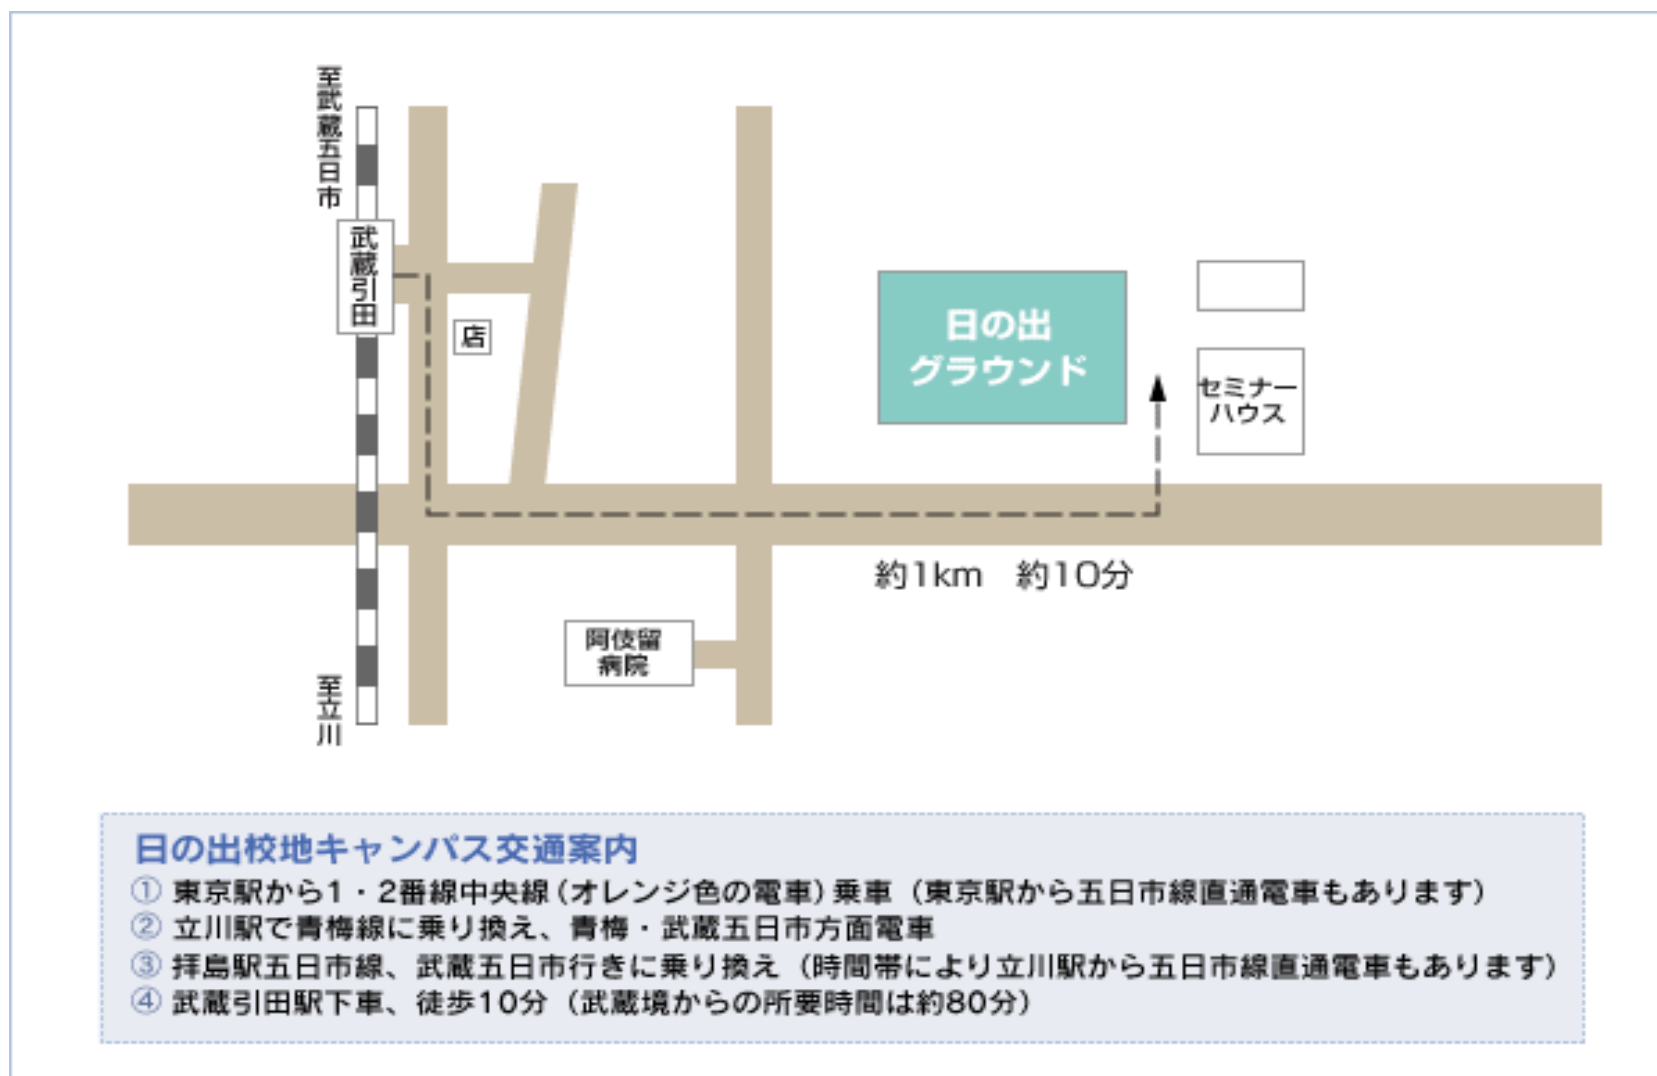 至武蔵五日市
武蔵引田
店
日の出
グラウンド
セミナー
ハウス
約1km　約10分
阿伎留
病院
至立川
日の出校地キャンパス交通案内
① 東京駅から1・2番線中央線（オレンジ色の電車）乗車（東京駅から五日市線直通電車もあります）
② 立川駅で青梅線に乗り換え、青梅・武蔵五日市方面電車
③ 拝島駅五日市線、武蔵五日市行きに乗り換え（時間帯により立川駅から五日市線直通電車もあります）
④ 武蔵引田駅下車、徒歩10分（武蔵境からの所要時間は約80分）